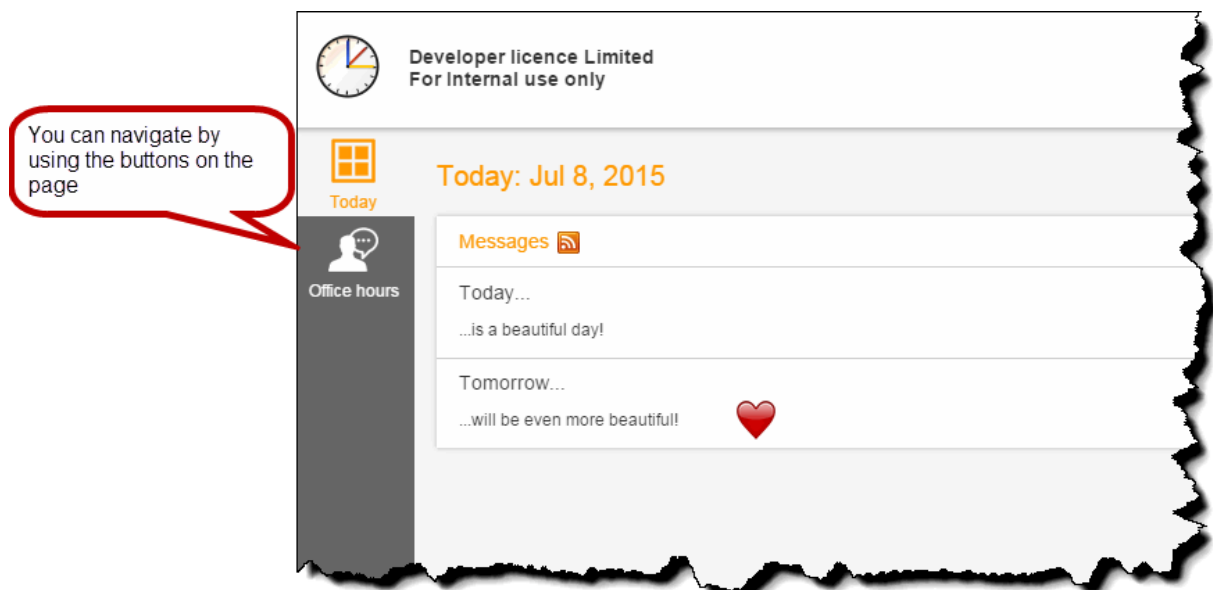 Developer licence Limited
For Internal use only
You can navigate by
using the buttons on the
page
Today
Office hours
Today: Jul 8, 2015
Messages
Today...
...is a beautiful day!
Tomorrow...
...will be even more beautiful!